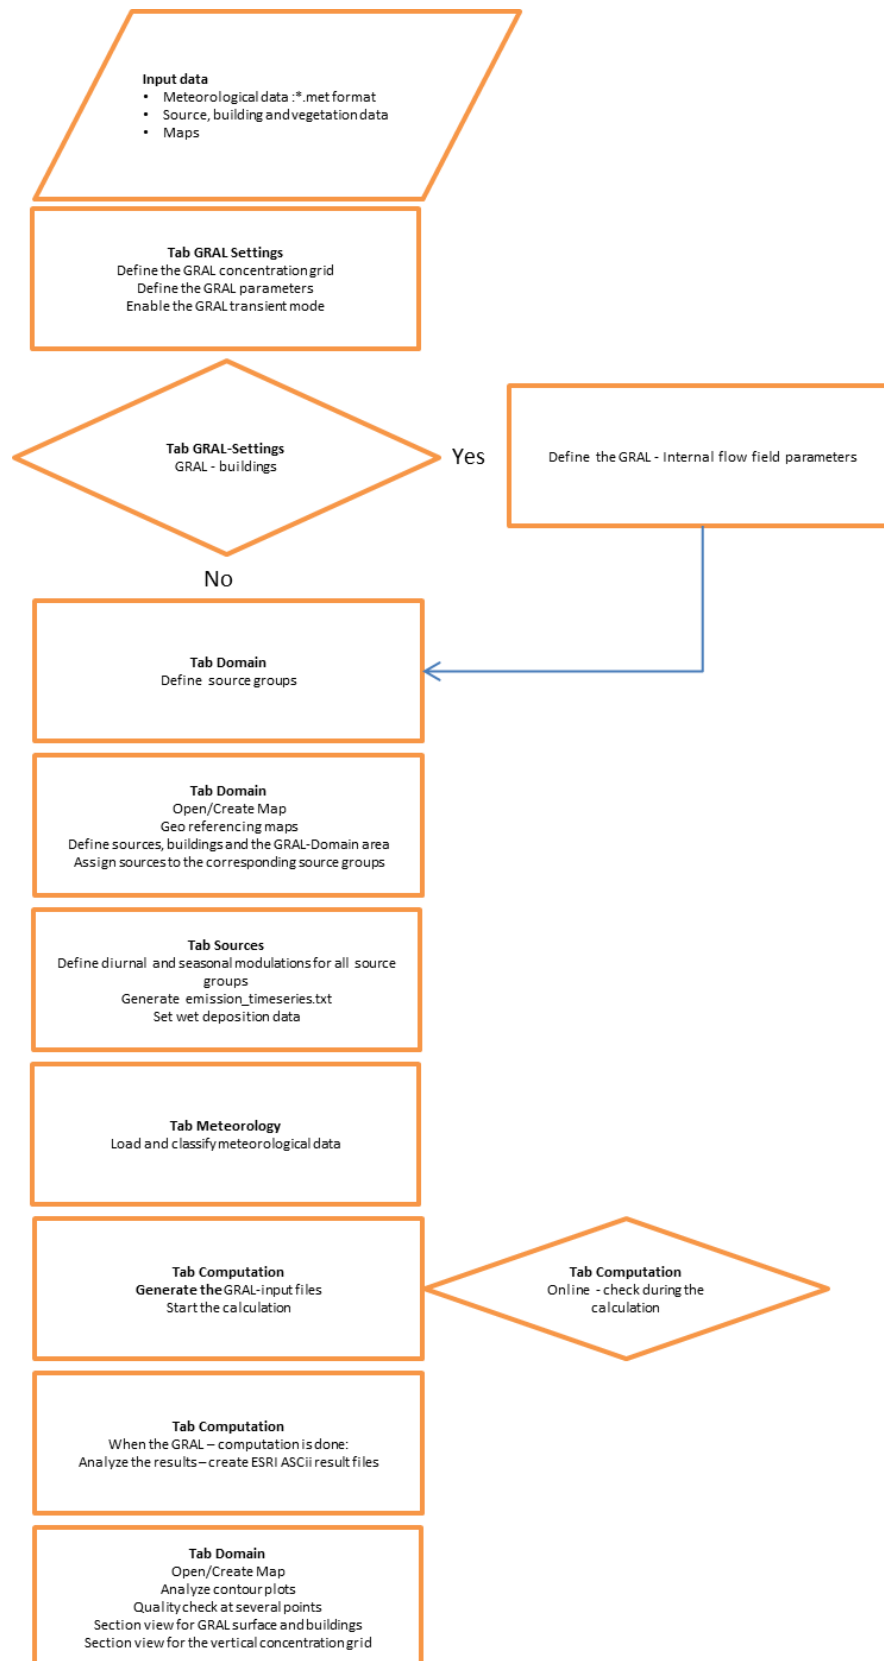 Input data
• Meteorological data :*.met format
• Source, building and vegetation data
• Maps
Tab GRAL Settings
Define the GRAL concentration grid
Define the GRAL parameters
Enable the GRAL transient mode
Tab GRAL-Settings
GRAL - buildings
Yes
Define the GRAL - Internal flow field parameters
No
Tab Domain
Define source groups
Tab Domain
Open/Create Map
Geo referencing maps
Define sources, buildings and the GRAL-Domain area
Assign sources to the corresponding source groups
Tab Sources
Define diurnal and seasonal modulations for all source
groups
Generate emission_timeseries.txt
Set wet deposition data
Tab Meteorology
Load and classify meteorological data
Tab Computation
Generate the GRAL-input files
Start the calculation
Tab Computation
Online - check during the
calculation
Tab Computation
When the GRAL – computation is done:
Analyze the results – create ESRI ASCii result files
Tab Domain
Open/Create Map
Analyze contour plots
Quality check at several points
Section view for GRAL surface and buildings
Section view for the vertical concentration grid